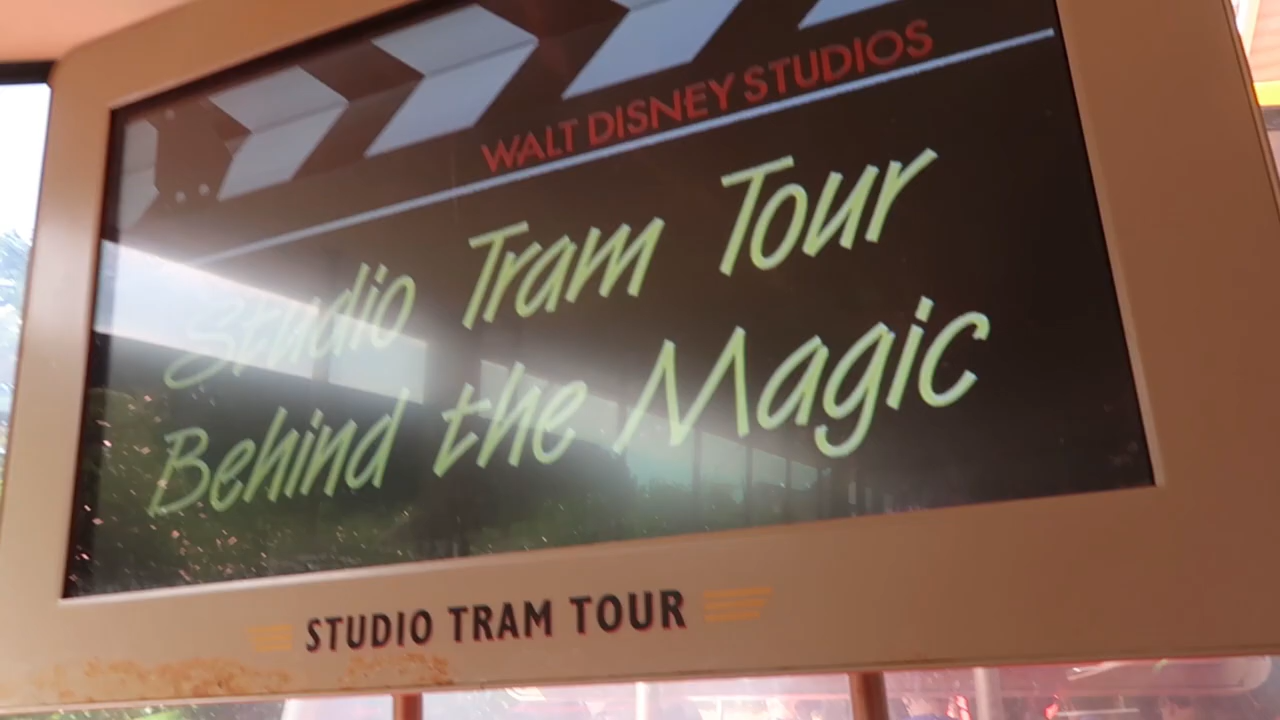 WALT DISNEY STUDIOS
Studio Tram Tour
Behind the Magic
STUDIO TRAM TOUR